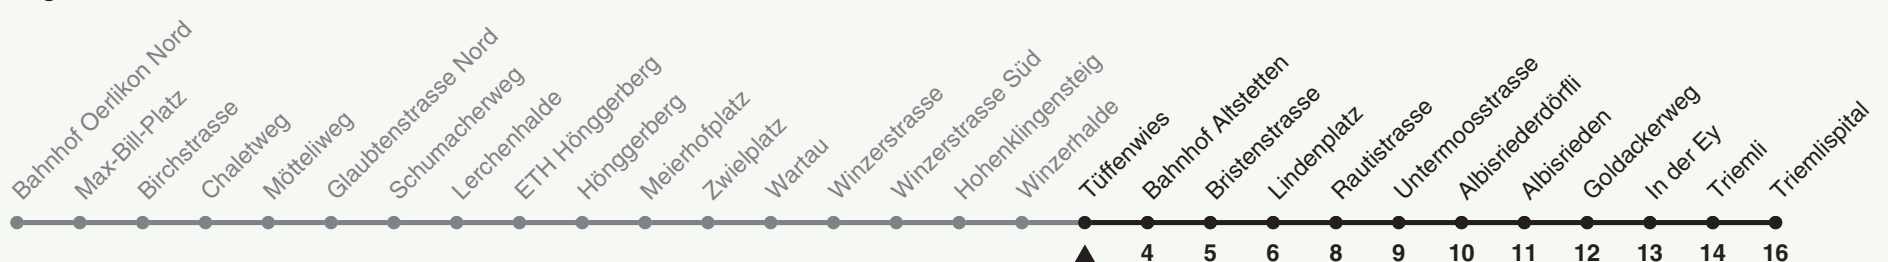 Bahnhof Oerlikon Nord
Max-Bill-Platz
Birchstrasse
Chaletweg
Mötteliweg
Glaubtenstrasse Nord
Schumacherweg
Lerchenhalde
ETH Hönggerberg
Hönggerberg
Meierhofplatz
Zwielplatz
Wartau
Winzerstrasse
Winzerstrasse Süd
Hohenklingensteig
Winzerhalde
Tüffenwies
Bahnhof Altstetten
Bristenstrasse
Lindenplatz
Rautistrasse
Untermoosstrasse
Albisriederdörfli
Albisrieden
Goldackerweg
In der Ey
Triemli
Triemlispital
4 5 6 8 9 10 11 12 13 14 16